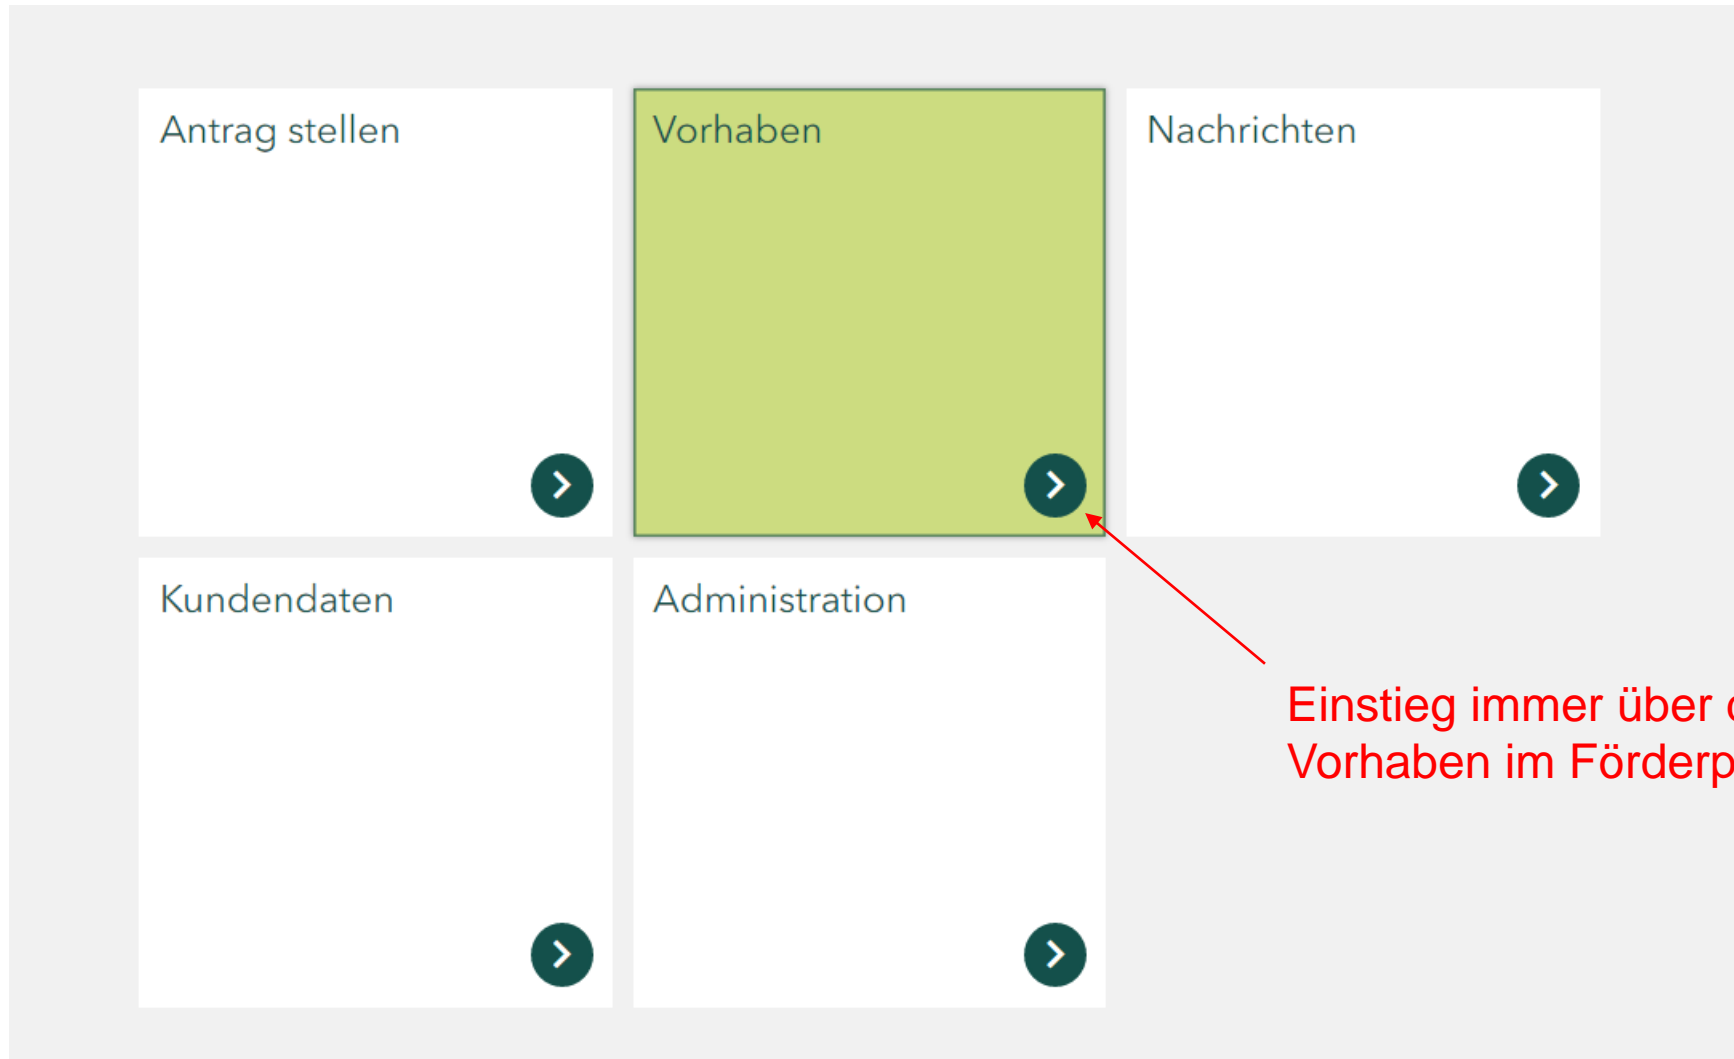 Antrag stellen
Vorhaben
Nachrichten
Kundendaten
Administration
Einstieg immer über
Vorhaben im